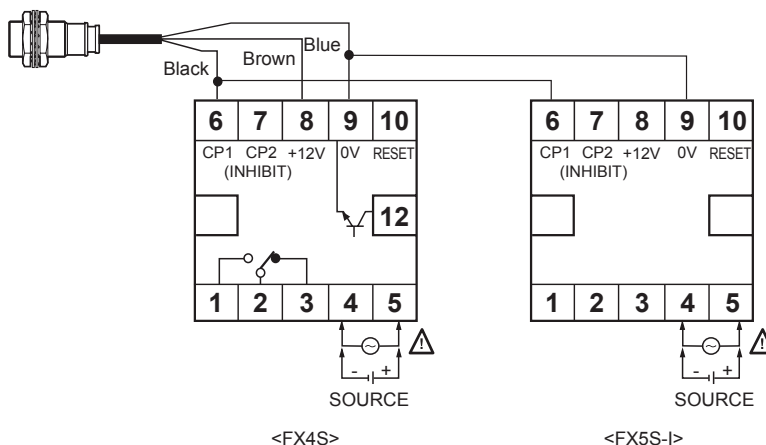 Blue
Brown
Black
6 7 8 9 10
CP1 CP2 +12V 0V RESET
(INHIBIT)
12
1 2 3 4 5
- +
SOURCE
<FX4S>
6 7 8 9 10
CP1 CP2 +12V 0V RESET
(INHIBIT)
1 2 3 4 5
- +
SOURCE
<FX5S-I>